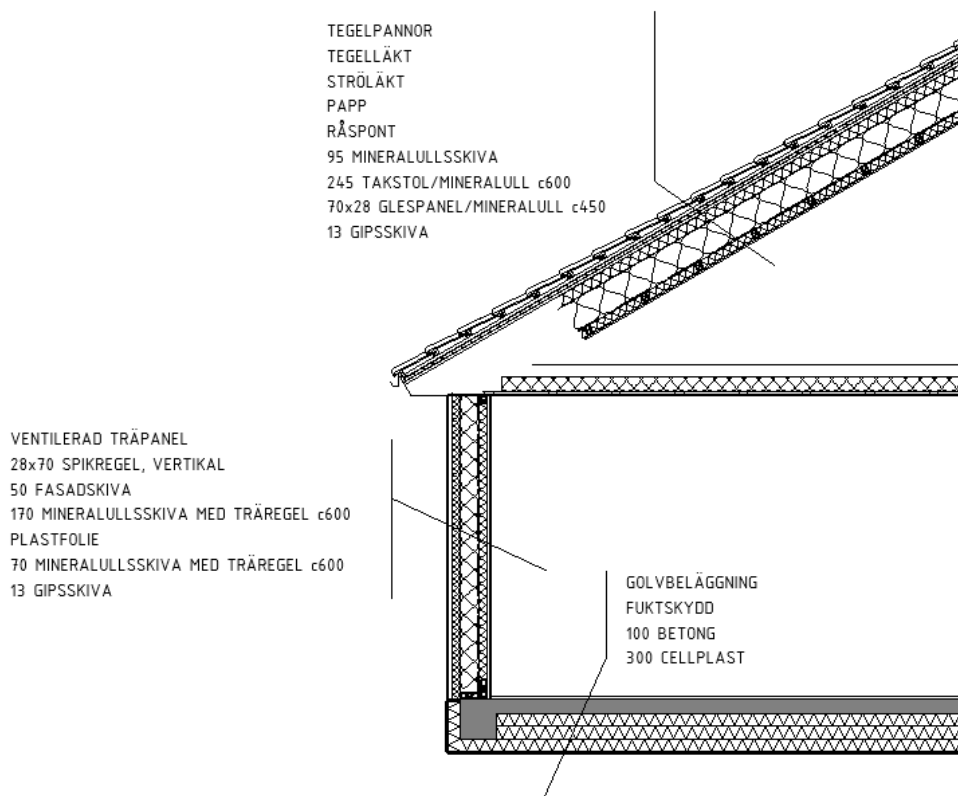 TEGELPANNOR
TEGELLÄKT
STRÖLÄKT
PAPP
RÅSPONT
95 MINERALULLSSKIVA
245 TAKSTOL/MINERALULL c600
70x28 GLESPANEL/MINERALULL c450
13 GIPSSKIVA
VENTILERAD TRÄPANEL
28x70 SPIKREGEL, VERTIKAL
50 FASADSKIVA
170 MINERALULLSSKIVA MED TRÄREGEL c600
PLASTFOLIE
70 MINERALULLSSKIVA MED TRÄREGEL c600
13 GIPSSKIVA
GOLVBELÄGGNING
FUKTSKYDD
100 BETONG
300 CELLPLAST